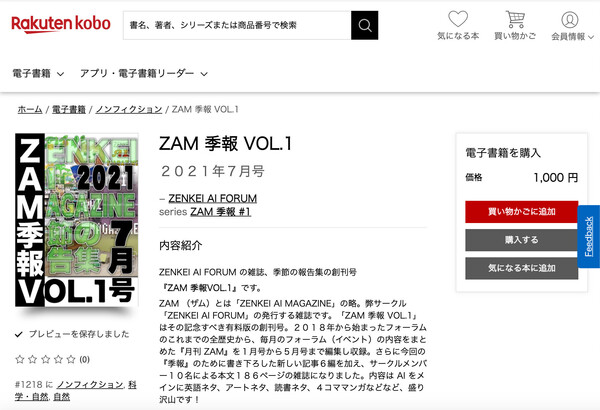 Rakuten kobo
書名、著者、シリーズまたは商品番号で検索
気になる本
買い物かご
会員情報
電子書籍
アプリ・電子書籍リーダー
ホーム / 電子書籍 / ノンフィクション / ZAM 季報 VOL.1
ZAM季報VOL.1
ENKEI
2021
AGAZINE
節の
告集
7月号
プレビューを保存しました
(0)
#1218 に ノンフィクション, 科
学・自然, 自然
ZAM 季報 VOL.1
２０２１年７月号
– ZENKEI AI FORUM
series ZAM 季報 #1
内容紹介
ZENKEI AI FORUM の雑誌、季節の報告集の創刊号
『ZAM 季報VOL.1』です。
ZAM （ザム）とは「ZENKEI AI MAGAZINE」の略。弊サークル
「ZENKEI AI FORUM」の発行する雑誌です。「ZAM 季報 VOL.1」
はその記念すべき有料版の創刊号。２０１８年から始まったフォーラム
のこれまでの全歴史から、毎月のフォーラム（イベント）の内容をまと
めた『月刊 ZAM』を１月号から５月号まで編集し収録。さらに今回の
『季報』のために書き下ろした新しい記事６編を加え、サークルメンバ
ー１０名による本文１８６ページの雑誌になりました。内容は AI をメ
インに英語ネタ、アートネタ、読書ネタ、４コママンガなどなど、盛り
沢山です！
電子書籍を購入
価格
1,000 円
買い物かごに追加
購入する
気になる本に追加
Feedback